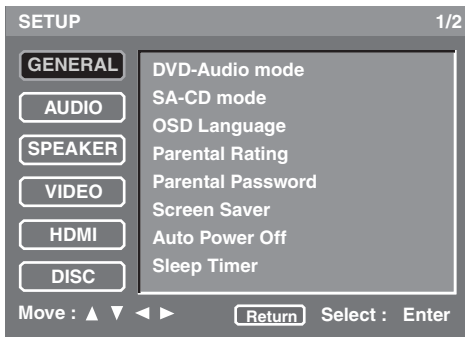 SETUP 1/2
GENERAL
AUDIO
SPEAKER
VIDEO
HDMI
DISC
DVD-Audio mode
SA-CD mode
OSD Language
Parental Rating
Parental Password
Screen Saver
Auto Power Off
Sleep Timer
Move : ▲ ▼ ◄ ► Return Select : Enter